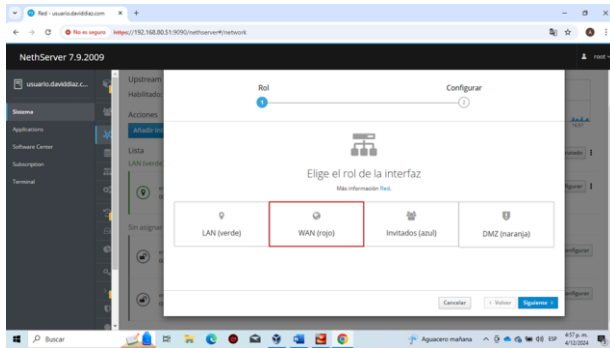 Red - usuario.daviddiaz.com
No es seguro https://192.168.80.51:9090/nethserver#/network
NethServer 7.9.2009
root
usuario.daviddiaz.c...
Sistema
Applications
Software Center
Subscription
Terminal
Upstream
Habilitado:
Acciones
Lista
LAN (verde
Sin asignar
Rol
Configurar
1
2
Elige el rol de la interfaz
Más información Red.
LAN (verde)
WAN (rojo)
Invitados (azul)
DMZ (naranja)
Cancelar
< Volver
Siguiente >
Buscar
Aguacero mañana
ESP
4:57 p. m.
4/12/2024